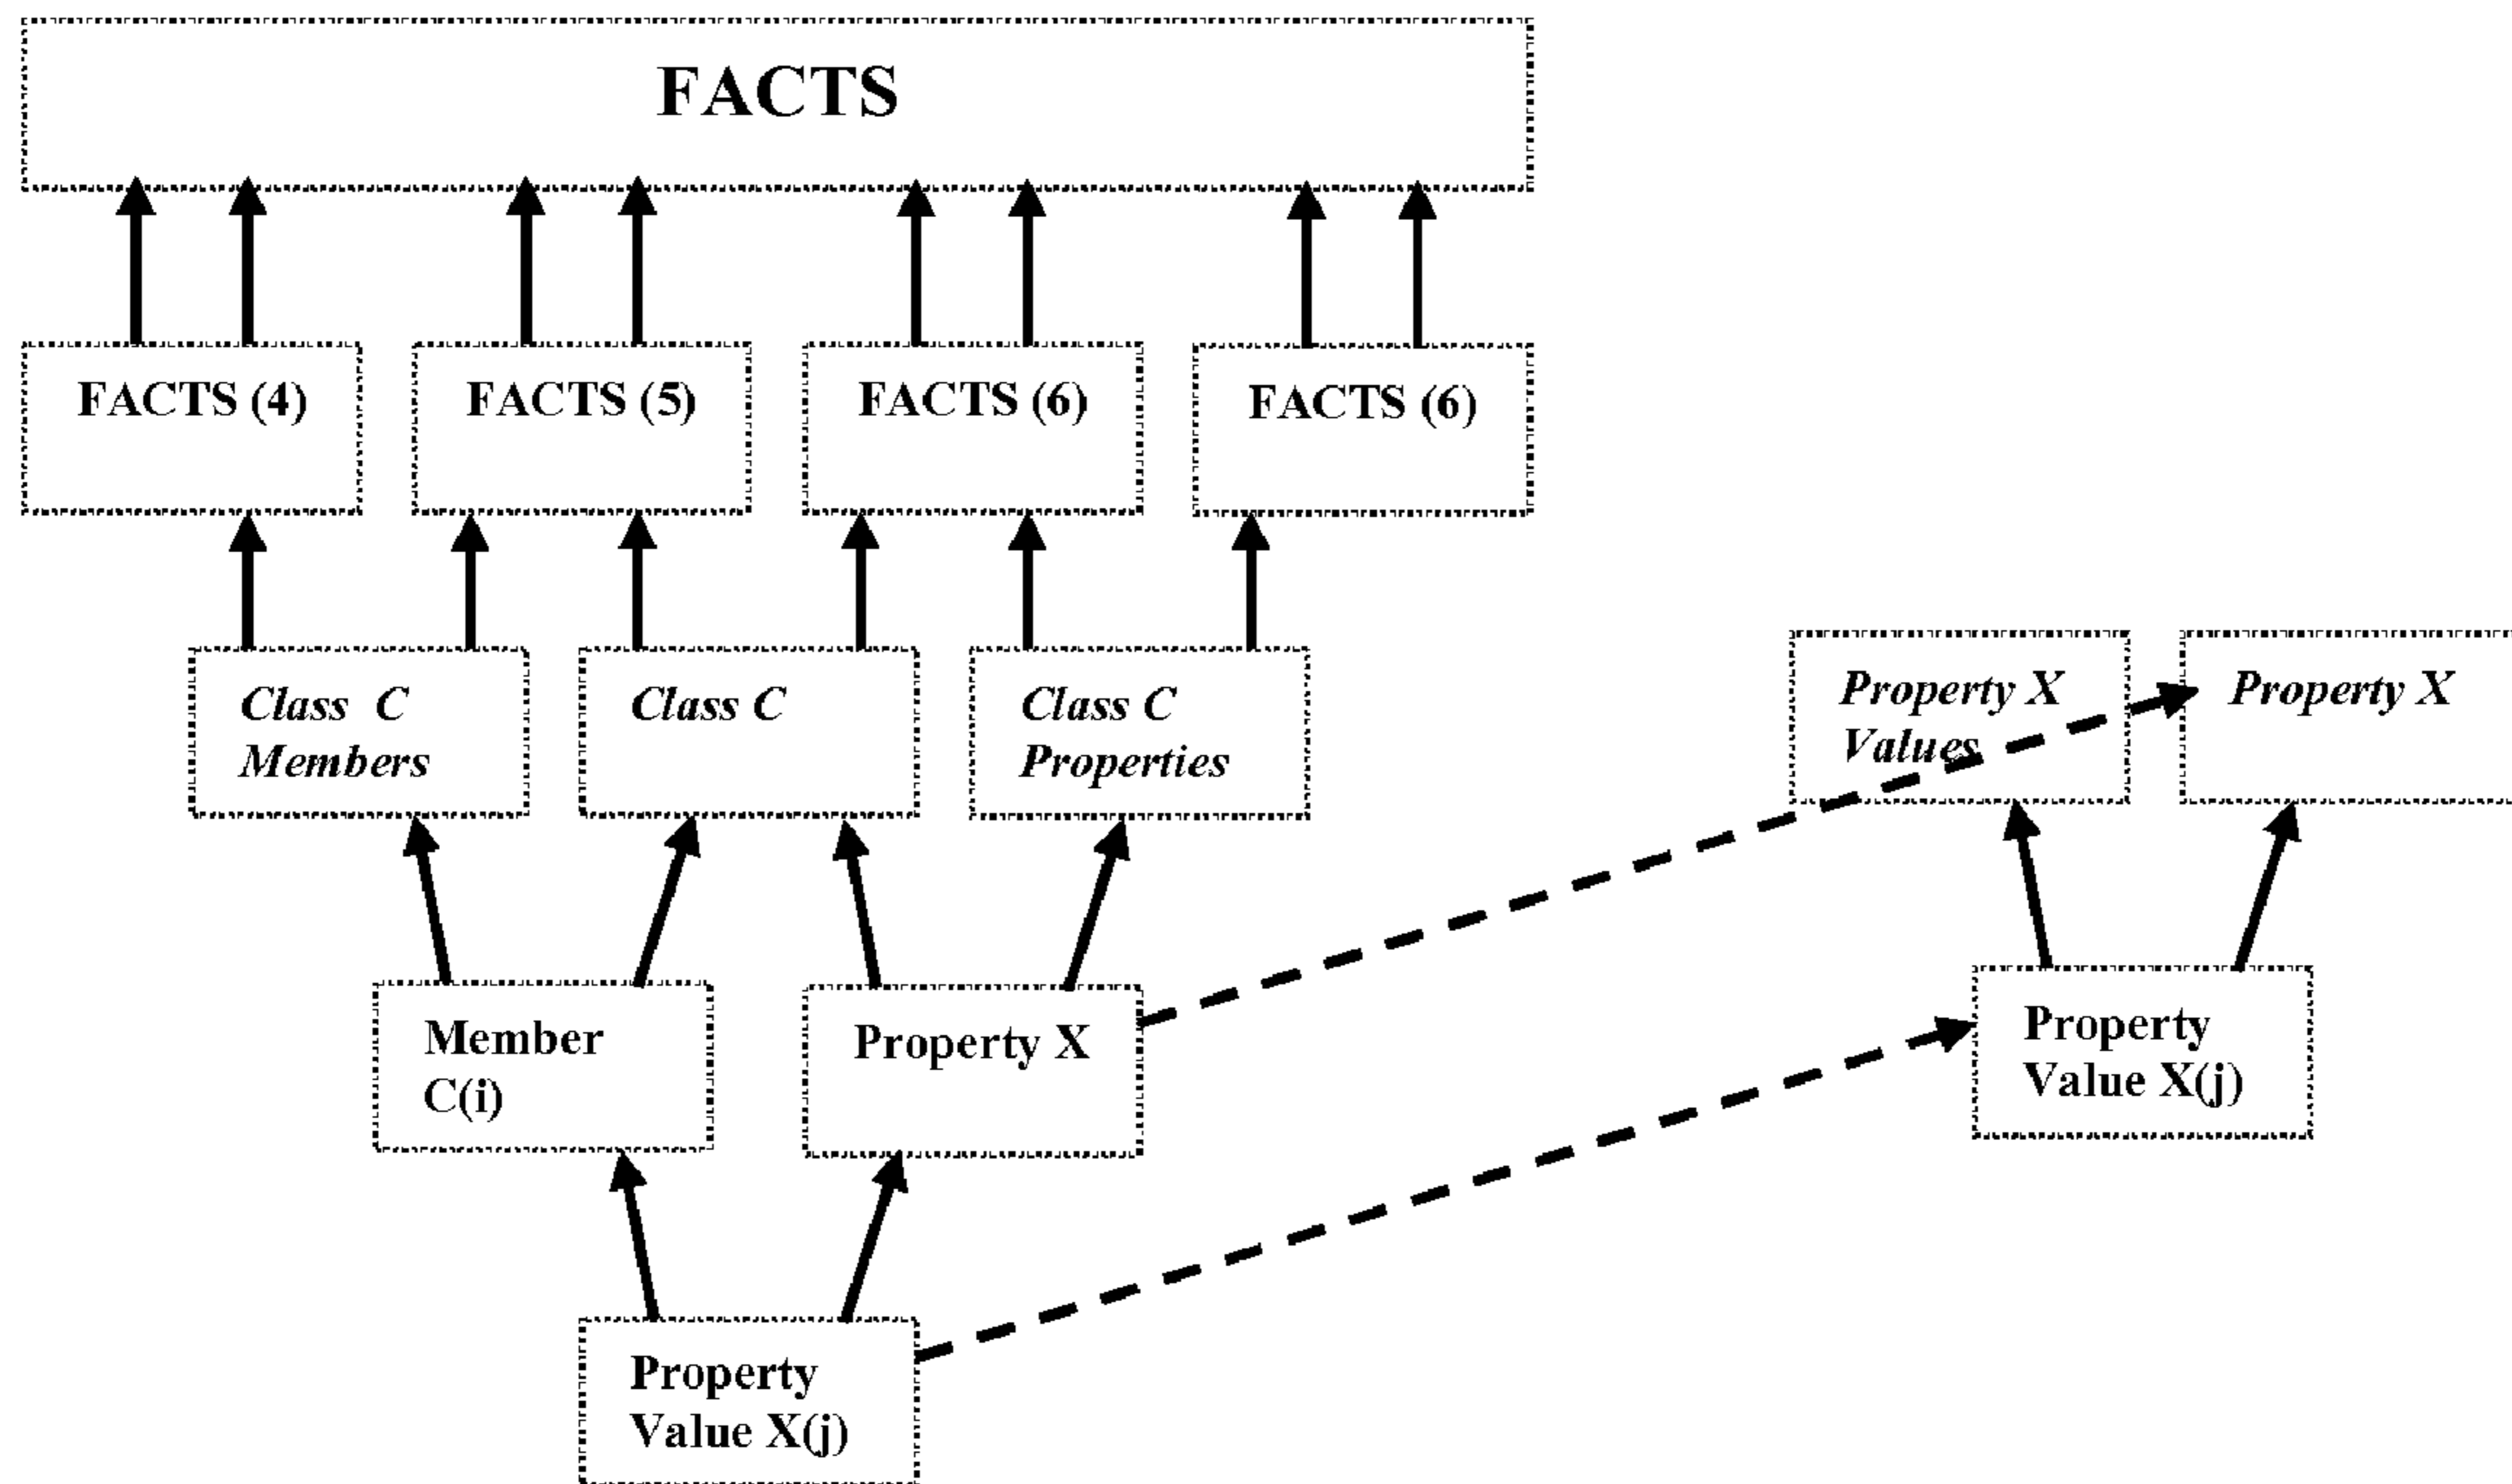 FACTS
FACTS (4)
FACTS (5)
FACTS (6)
FACTS (6)
Class C
Members
Class C
Class C
Properties
Property X
Values
Property X
Member
C(i)
Property X
Property
Value X(j)
Property
Value X(j)